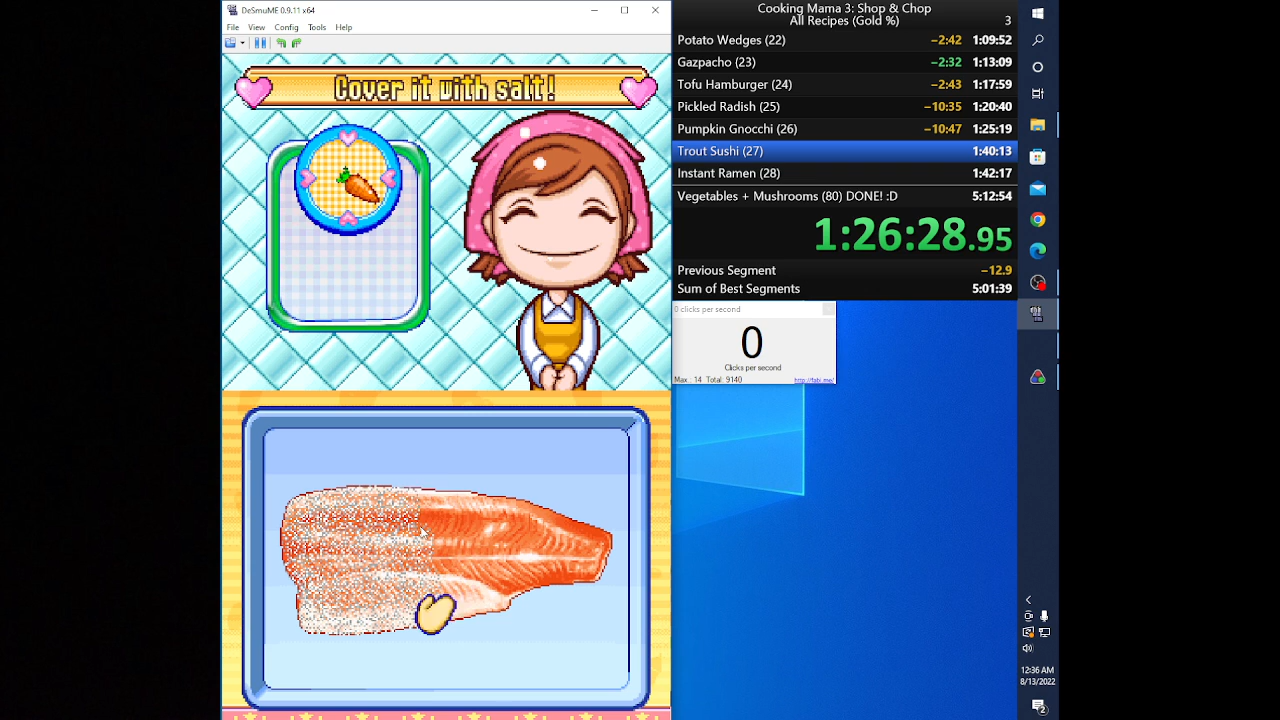 DeSmuME 0.9.11 x64
File View Config Tools Help
Cover it with salt!
Cooking Mama 3: Shop & Chop
All Recipes (Gold %) 3
Potato Wedges (22) −2:42 1:09:52
Gazpacho (23) −2:32 1:13:09
Tofu Hamburger (24) −2:43 1:17:59
Pickled Radish (25) −10:35 1:20:40
Pumpkin Gnocchi (26) −10:47 1:25:19
Trout Sushi (27) 1:40:13
Instant Ramen (28) 1:42:17
Vegetables + Mushrooms (80) DONE! :D 5:12:54
1:26:28.95
Previous Segment −12.9
Sum of Best Segments 5:01:39
0 clicks per second
0
Clicks per second
Max.: 14 Total: 9140
12:36 AM
8/13/2022
2